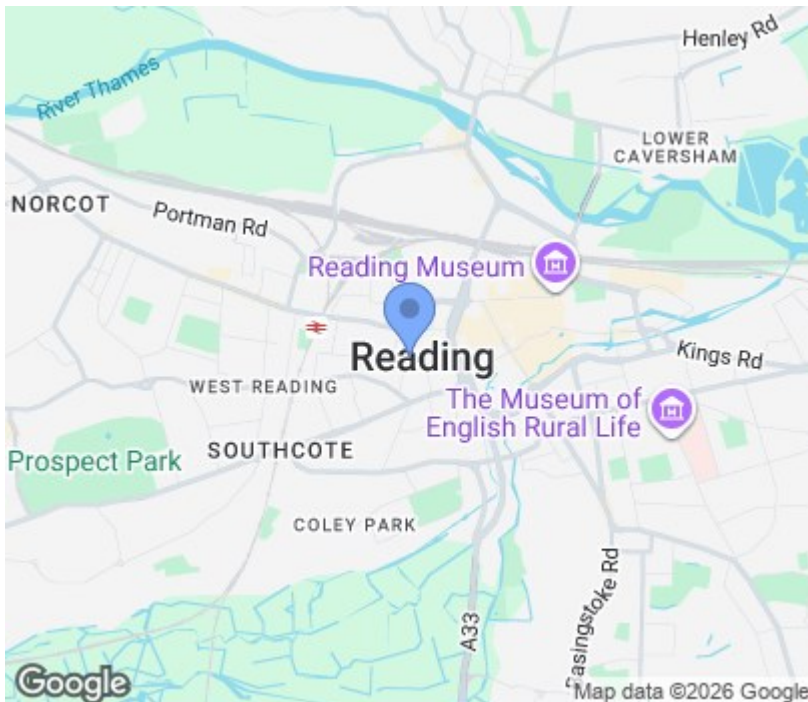 Henley Rd
River Thames
LOWER
CAVERSHAM
NORCOT
Portman Rd
Reading Museum
Reading
Kings Rd
WEST READING
The Museum of
English Rural Life
SOUTHCOTE
Prospect Park
COLEY PARK
A33
Basingstoke Rd
Google
Map data ©2026 Google